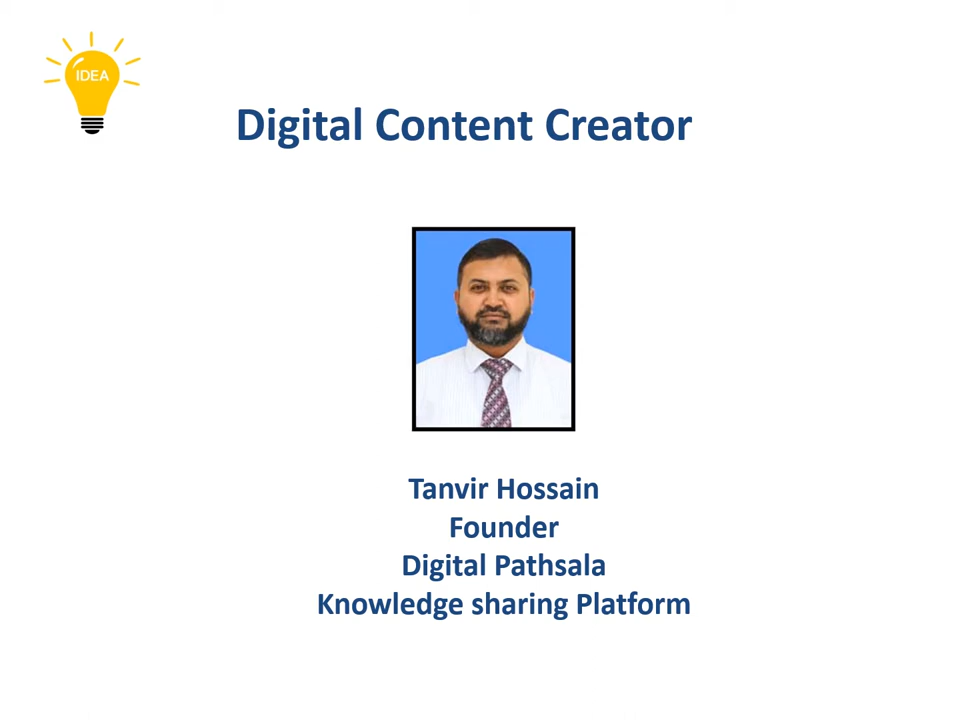 IDEA
Digital Content Creator
Tanvir Hossain
Founder
Digital Pathsala
Knowledge sharing Platform